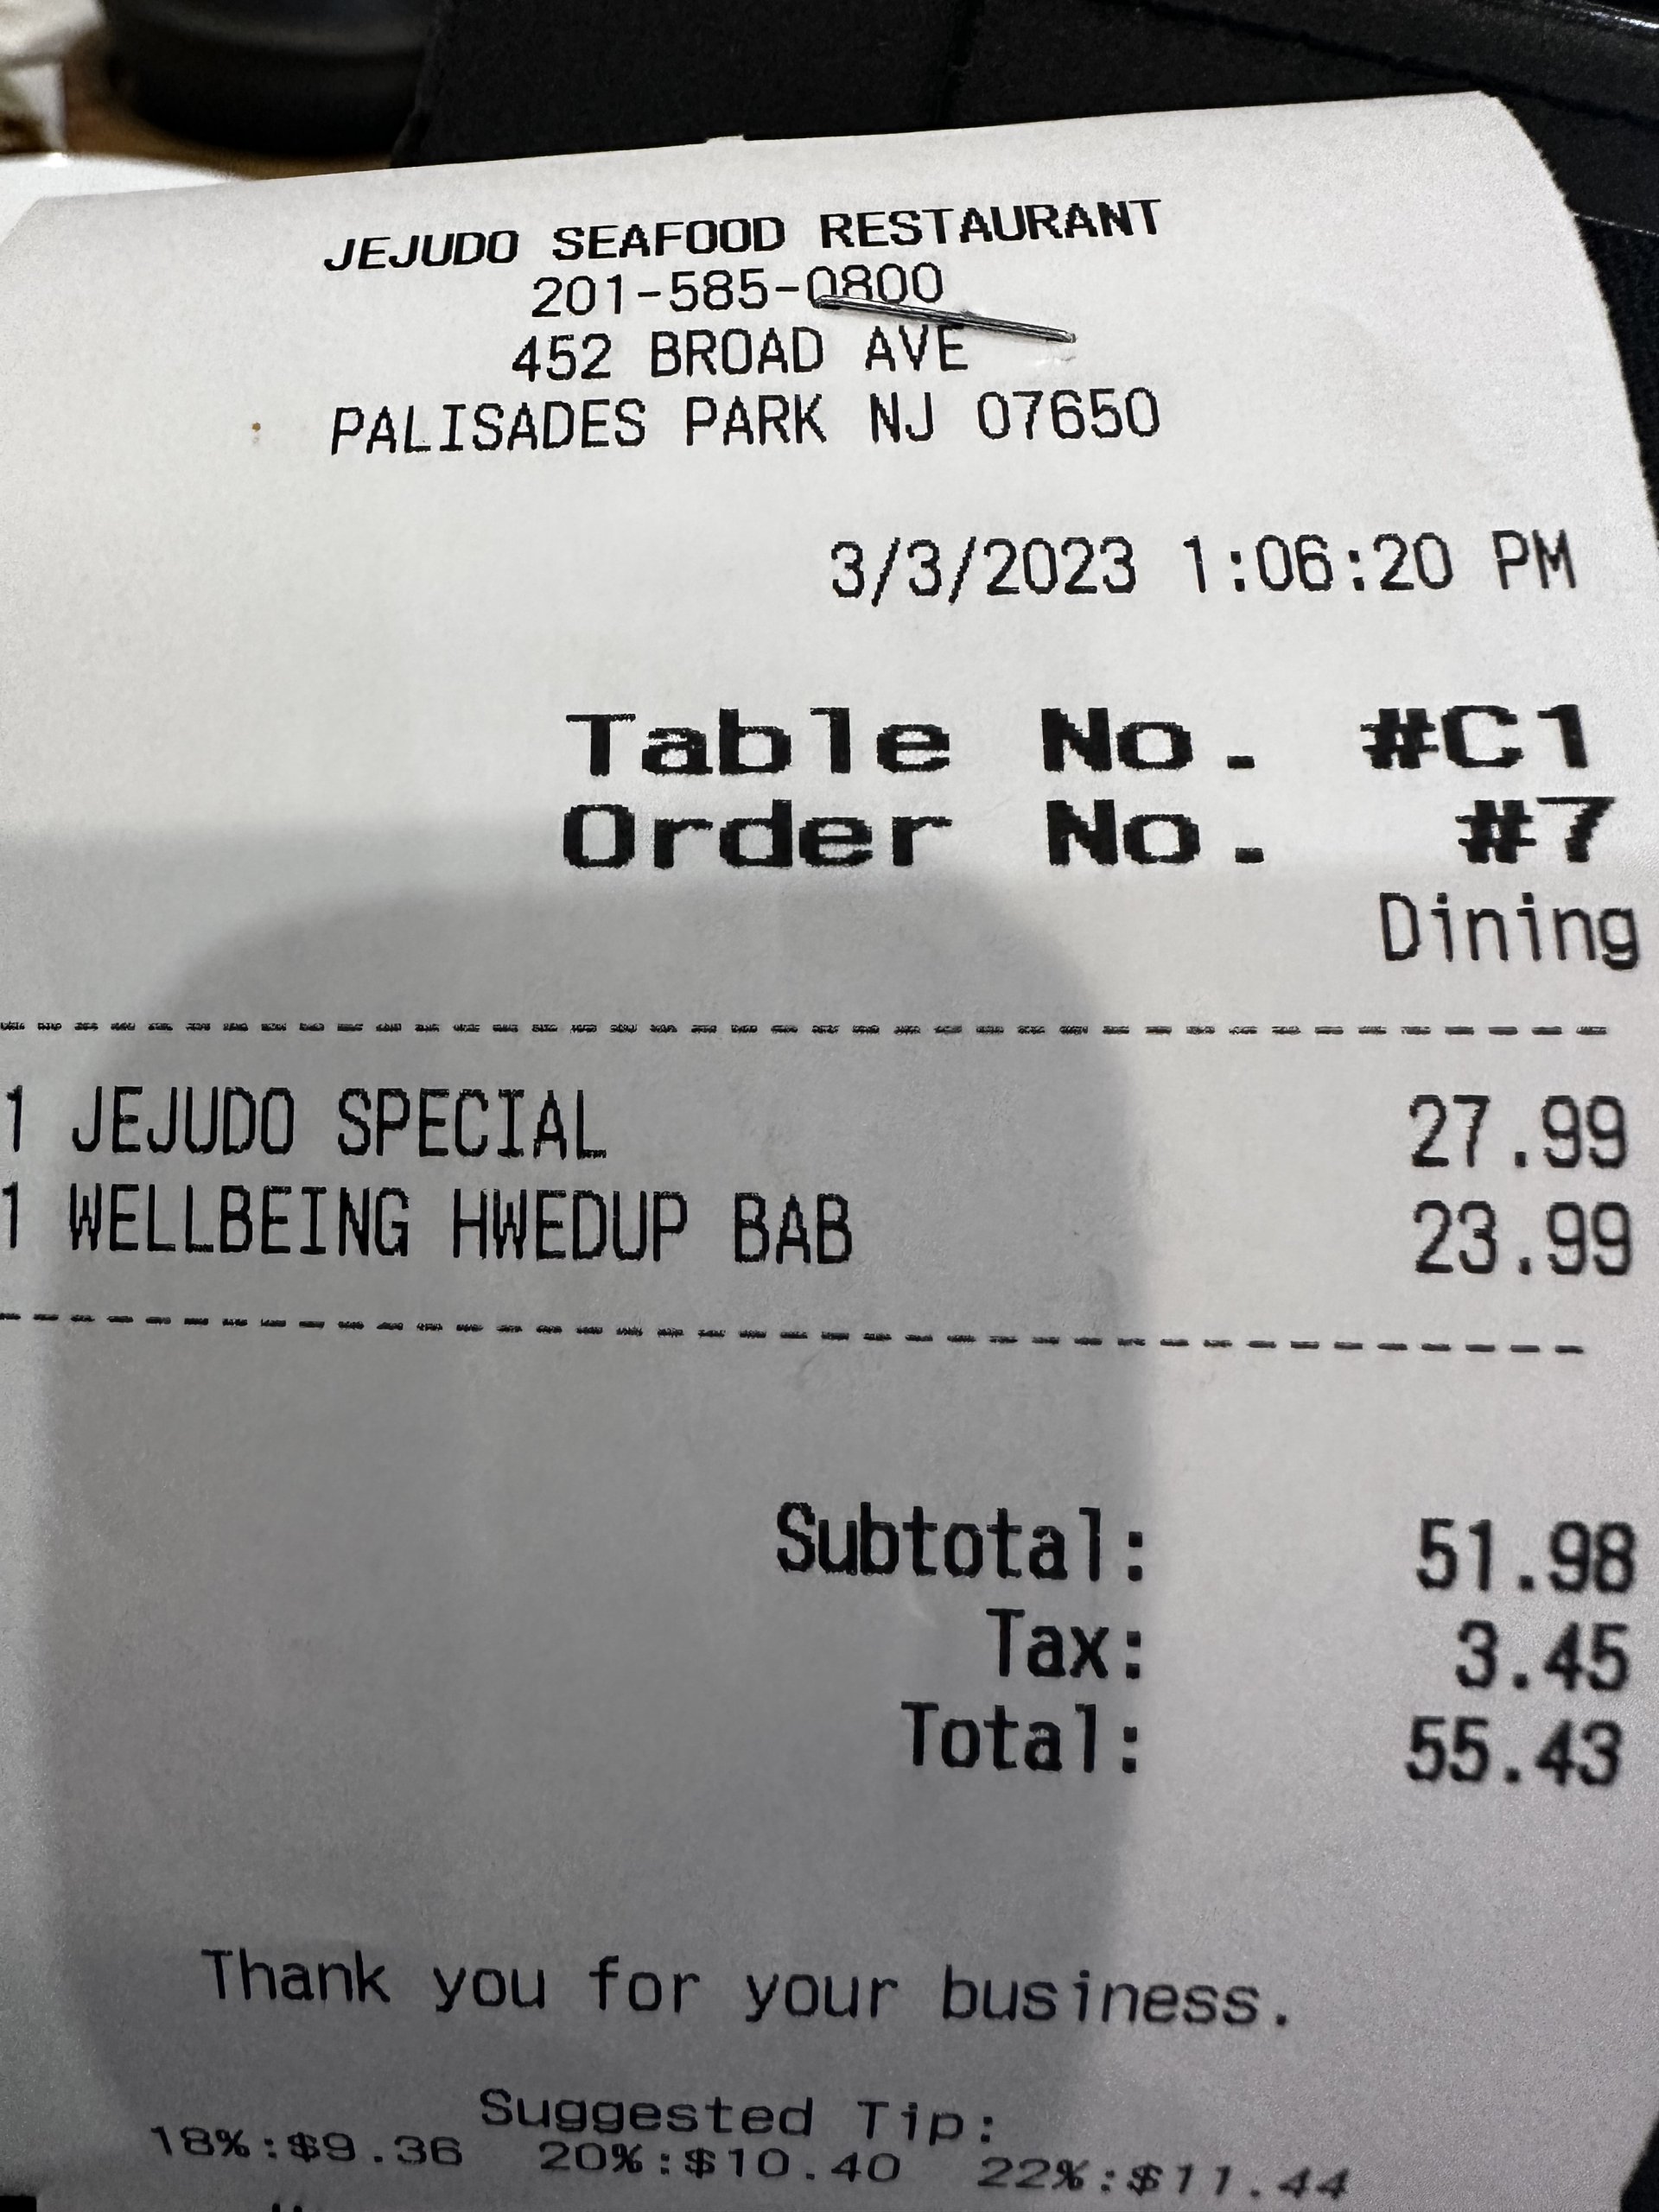 JEJUDO SEAFOOD RESTAURANT
201-585-0800
452 BROAD AVE
PALISADES PARK NJ 07650
3/3/2023 1:06:20 PM
Table No. #C1
Order No. #7
Dining
1 JEJUDO SPECIAL 27.99
1 WELLBEING HWEDUP BAB 23.99
Subtotal: 51.98
Tax: 3.45
Total: 55.43
Thank you for your business.
Suggested Tip:
18%:$9.36 20%:$10.40 22%:$11.44